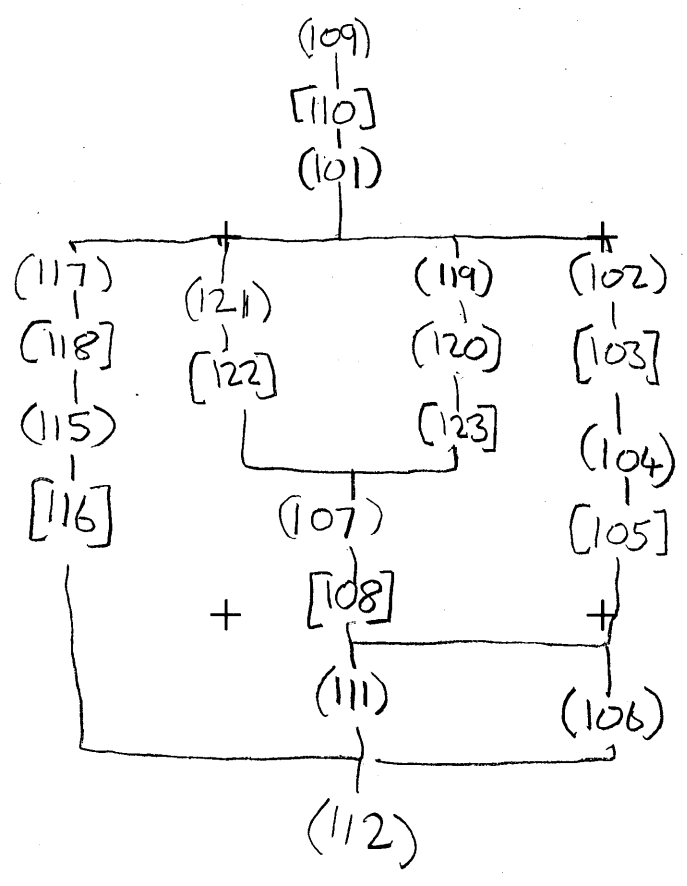 (109)
[110]
(101)
(117) (121) (119) (102)
(118] [122] (120) [103]
(115) (123] (104)
[116] (107) [105]
[108]
(111) (106)
(112)